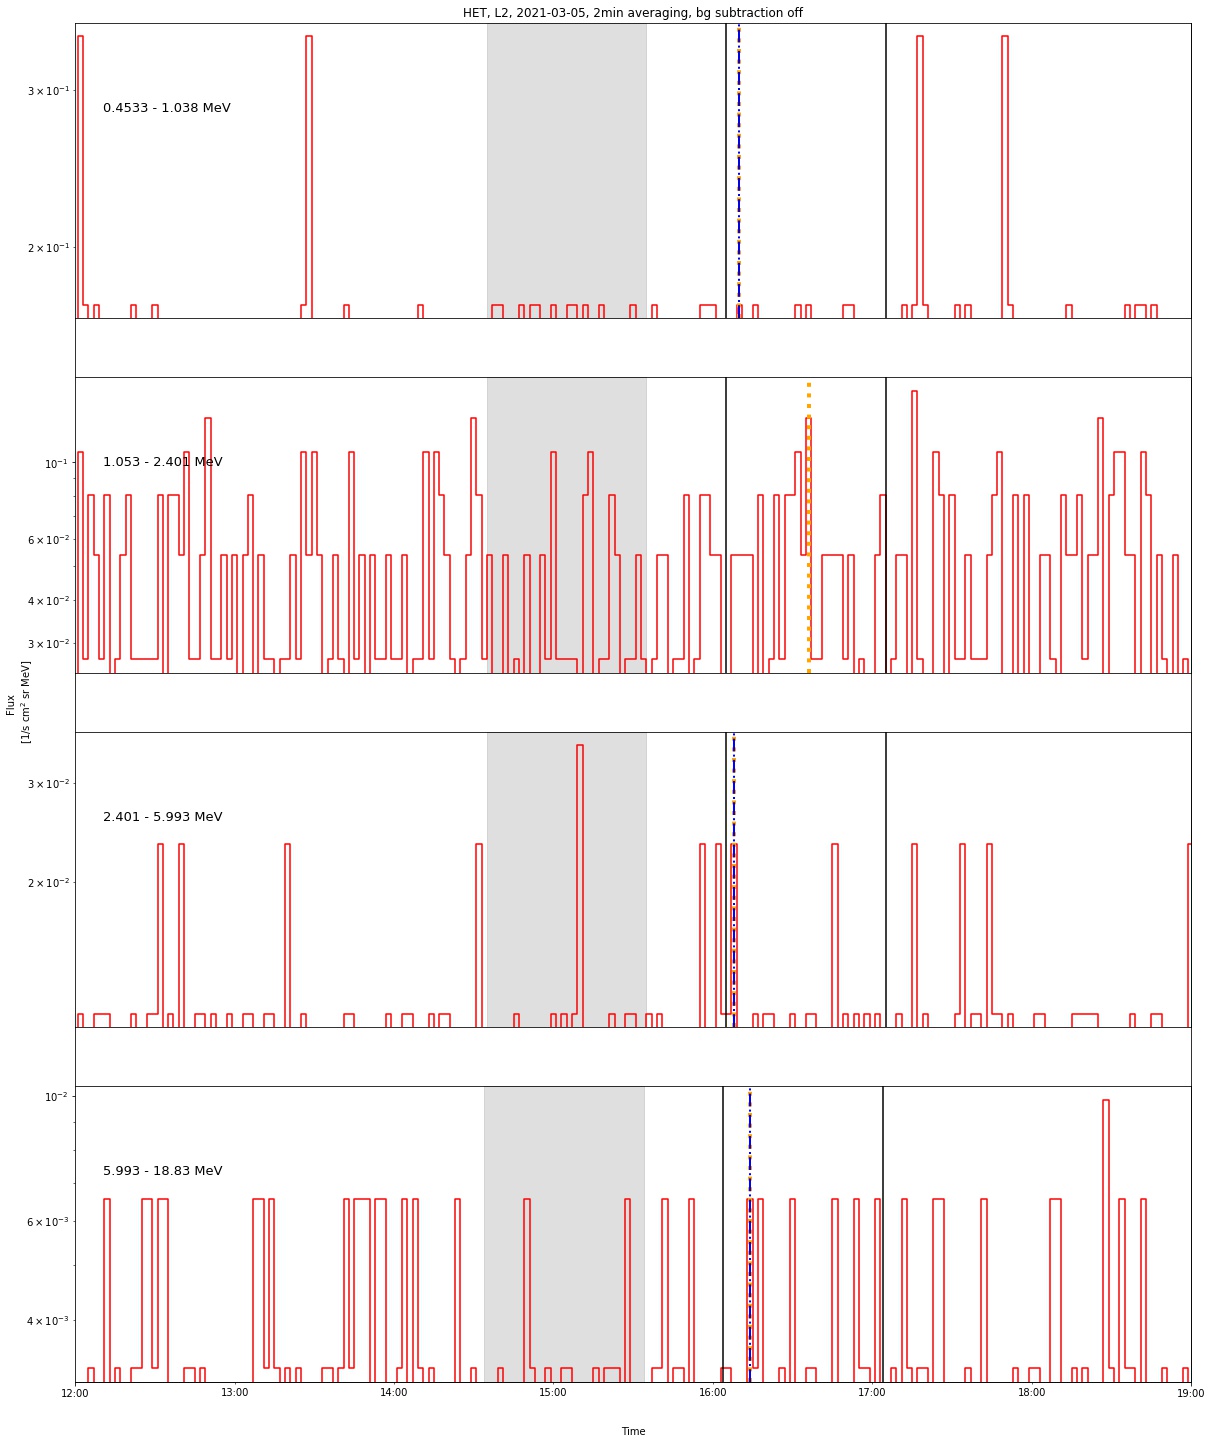 HET, L2, 2021-03-05, 2min averaging, bg subtraction off
3 × 10⁻¹
0.4533 - 1.038 MeV
2 × 10⁻¹
10⁻¹
1.053 - 2.401 MeV
6 × 10⁻²
4 × 10⁻²
3 × 10⁻²
Flux
[1/s cm² sr MeV]
3 × 10⁻²
2.401 - 5.993 MeV
2 × 10⁻²
10⁻²
5.993 - 18.83 MeV
6 × 10⁻³
4 × 10⁻³
12:00 13:00 14:00 15:00 16:00 17:00 18:00 19:00
Time